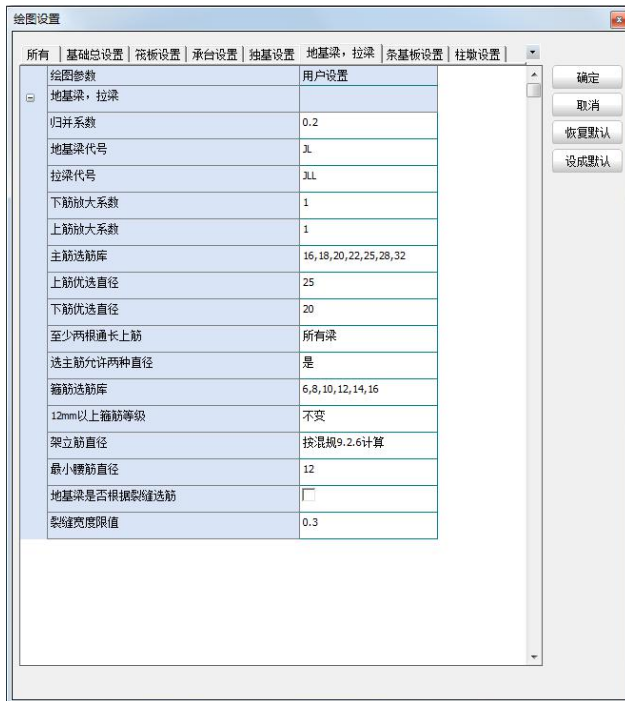 绘图设置
所有 基础总设置 筏板设置 承台设置 独基设置 地基梁，拉梁 条基板设置 柱墩设置
绘图参数 用户设置
地基梁，拉梁
归并系数 0.2
地基梁代号 JL
拉梁代号 JLL
下筋放大系数 1
上筋放大系数 1
主筋选筋库 16,18,20,22,25,28,32
上筋优选直径 25
下筋优选直径 20
至少两根通长上筋 所有梁
选主筋允许两种直径 是
箍筋选筋库 6,8,10,12,14,16
12mm以上箍筋等级 不变
架立筋直径 按混规9.2.6计算
最小腰筋直径 12
地基梁是否根据裂缝选筋
裂缝宽度限值 0.3
确定
取消
恢复默认
设成默认